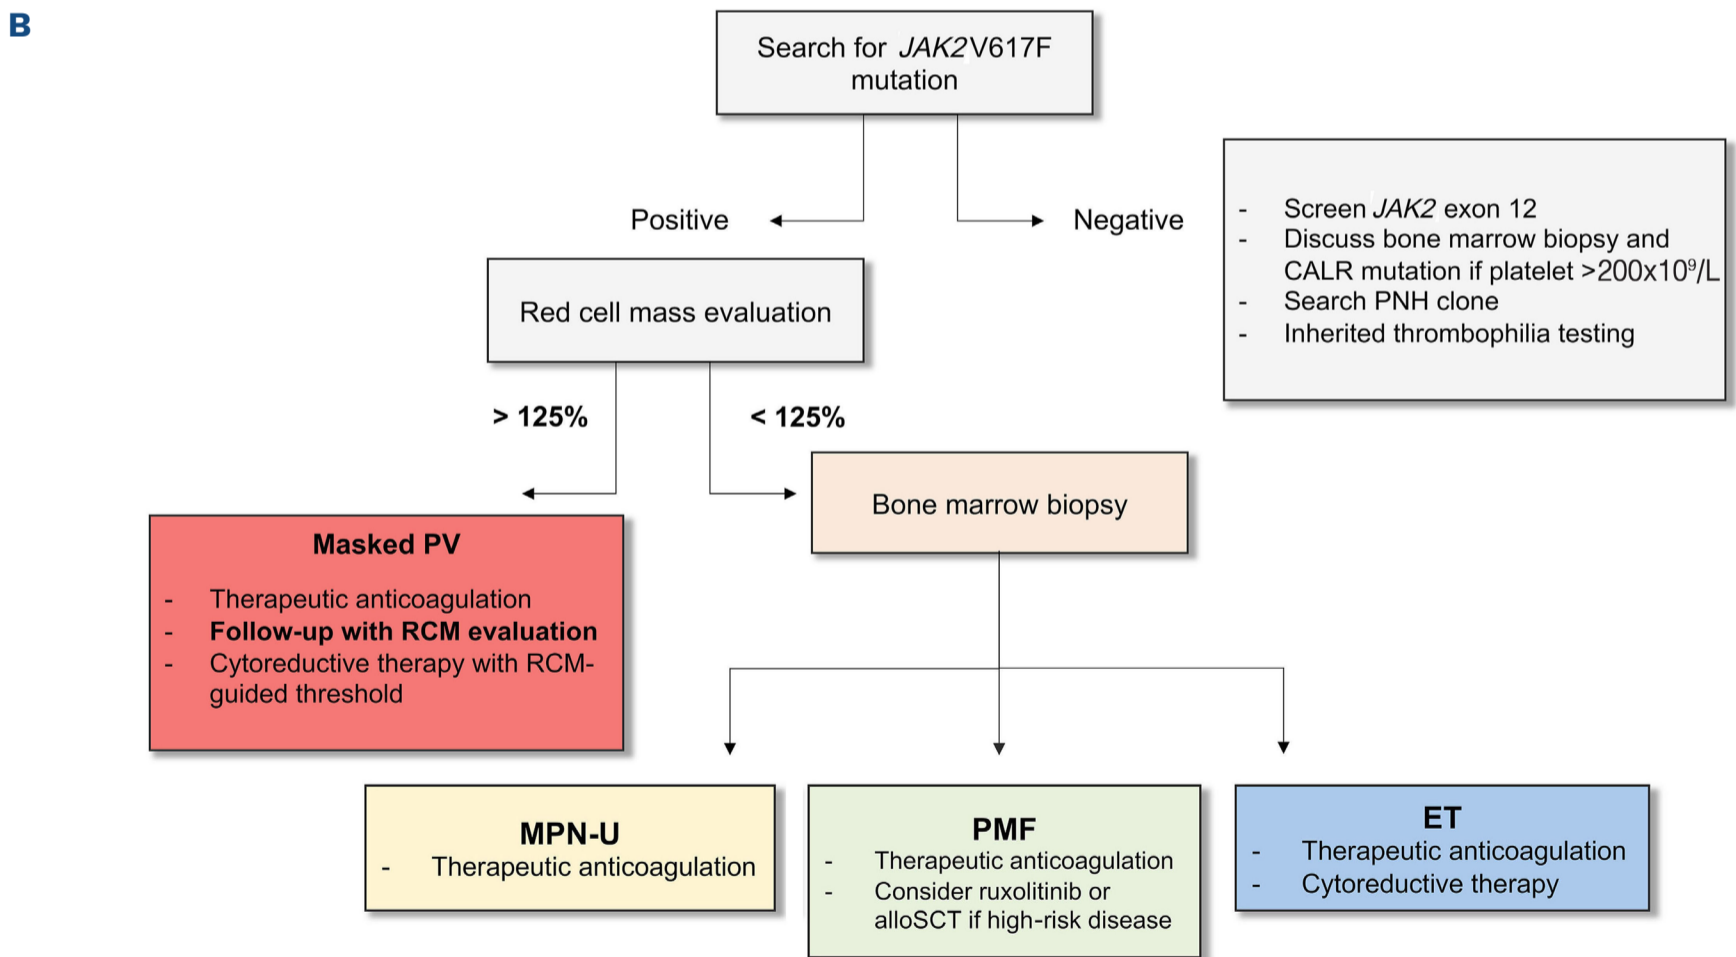 B
Search for JAK2V617F
mutation
Positive
Negative
- Screen JAK2 exon 12
- Discuss bone marrow biopsy and
CALR mutation if platelet >200x10⁹/L
- Search PNH clone
- Inherited thrombophilia testing
Red cell mass evaluation
> 125%
< 125%
Bone marrow biopsy
Masked PV
- Therapeutic anticoagulation
- Follow-up with RCM evaluation
- Cytoreductive therapy with RCM-
guided threshold
MPN-U
- Therapeutic anticoagulation
PMF
- Therapeutic anticoagulation
- Consider ruxolitinib or
alloSCT if high-risk disease
ET
- Therapeutic anticoagulation
- Cytoreductive therapy